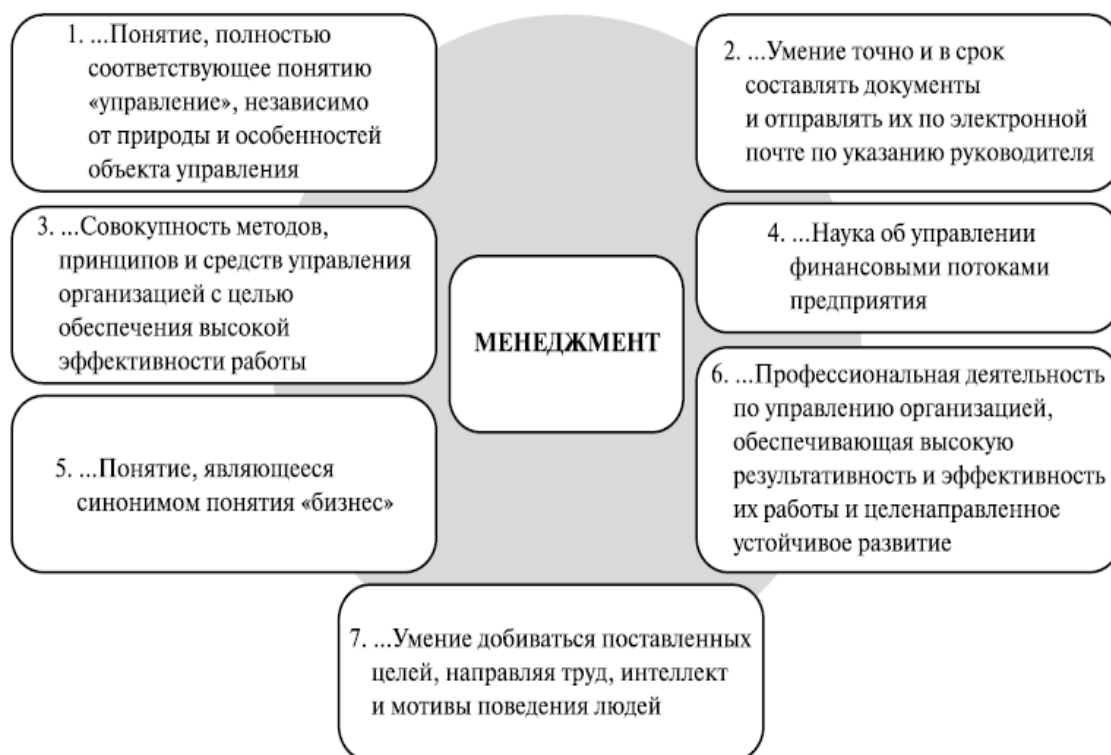 1. ...Понятие, полностью
соответствующее понятию
«управление», независимо
от природы и особенностей
объекта управления
2. ...Умение точно и в срок
составлять документы
и отправлять их по электронной
почте по указанию руководителя
3. ...Совокупность методов,
принципов и средств управления
организацией с целью
обеспечения высокой
эффективности работы
4. ...Наука об управлении
финансовыми потоками
предприятия
МЕНЕДЖМЕНТ
5. ...Понятие, являющееся
синонимом понятия «бизнес»
6. ...Профессиональная деятельность
по управлению организацией,
обеспечивающая высокую
результативность и эффективность
их работы и целенаправленное
устойчивое развитие
7. ...Умение добиваться поставленных
целей, направляя труд, интеллект
и мотивы поведения людей